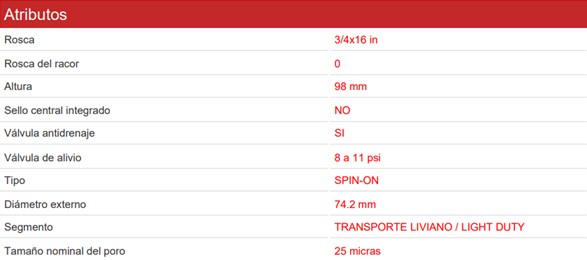 Atributos
Rosca 3/4x16 in
Rosca del racor 0
Altura 98 mm
Sello central integrado NO
Válvula antidrenaje SI
Válvula de alivio 8 a 11 psi
Tipo SPIN-ON
Diámetro externo 74.2 mm
Segmento TRANSPORTE LIVIANO / LIGHT DUTY
Tamaño nominal del poro 25 micras